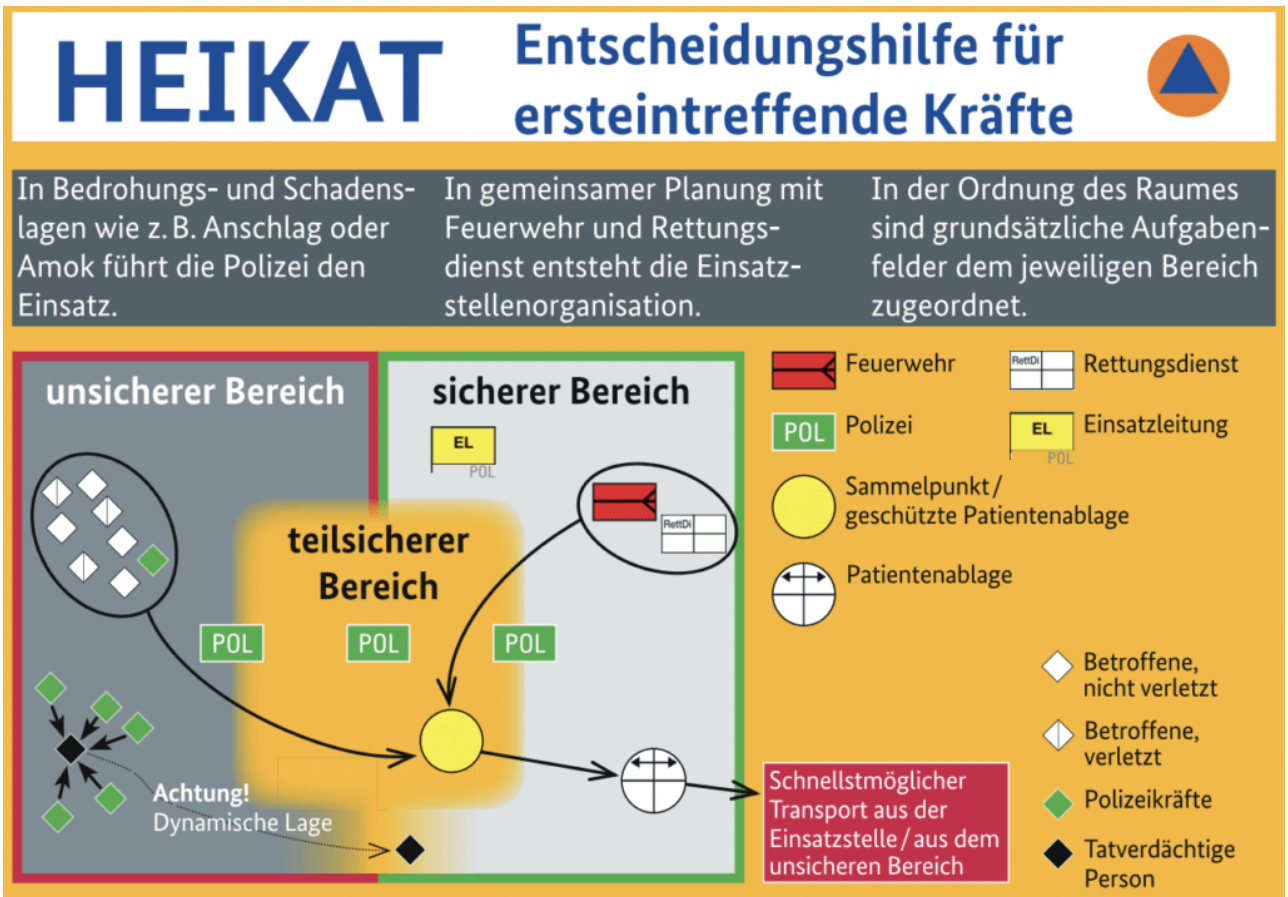 HEIKAT
Entscheidungshilfe für
ersteintreffende Kräfte
In Bedrohungs- und Schadens-
lagen wie z. B. Anschlag oder
Amok führt die Polizei den
Einsatz.
In gemeinsamer Planung mit
Feuerwehr und Rettungs-
dienst entsteht die Einsatz-
stellenorganisation.
In der Ordnung des Raumes
sind grundsätzliche Aufgaben-
felder dem jeweiligen Bereich
zugeordnet.
unsicherer Bereich
sicherer Bereich
EL
POL
RettDi
teilsicherer
Bereich
POL
POL
POL
Achtung!
Dynamische Lage
Feuerwehr
RettDi
Rettungsdienst
POL
Polizei
EL
POL
Einsatzleitung
Sammelpunkt/
geschützte Patientenablage
Patientenablage
Betroffene,
nicht verletzt
Betroffene,
verletzt
Polizeikräfte
Tatverdächtige
Person
Schnellstmöglicher
Transport aus der
Einsatzstelle / aus dem
unsicheren Bereich